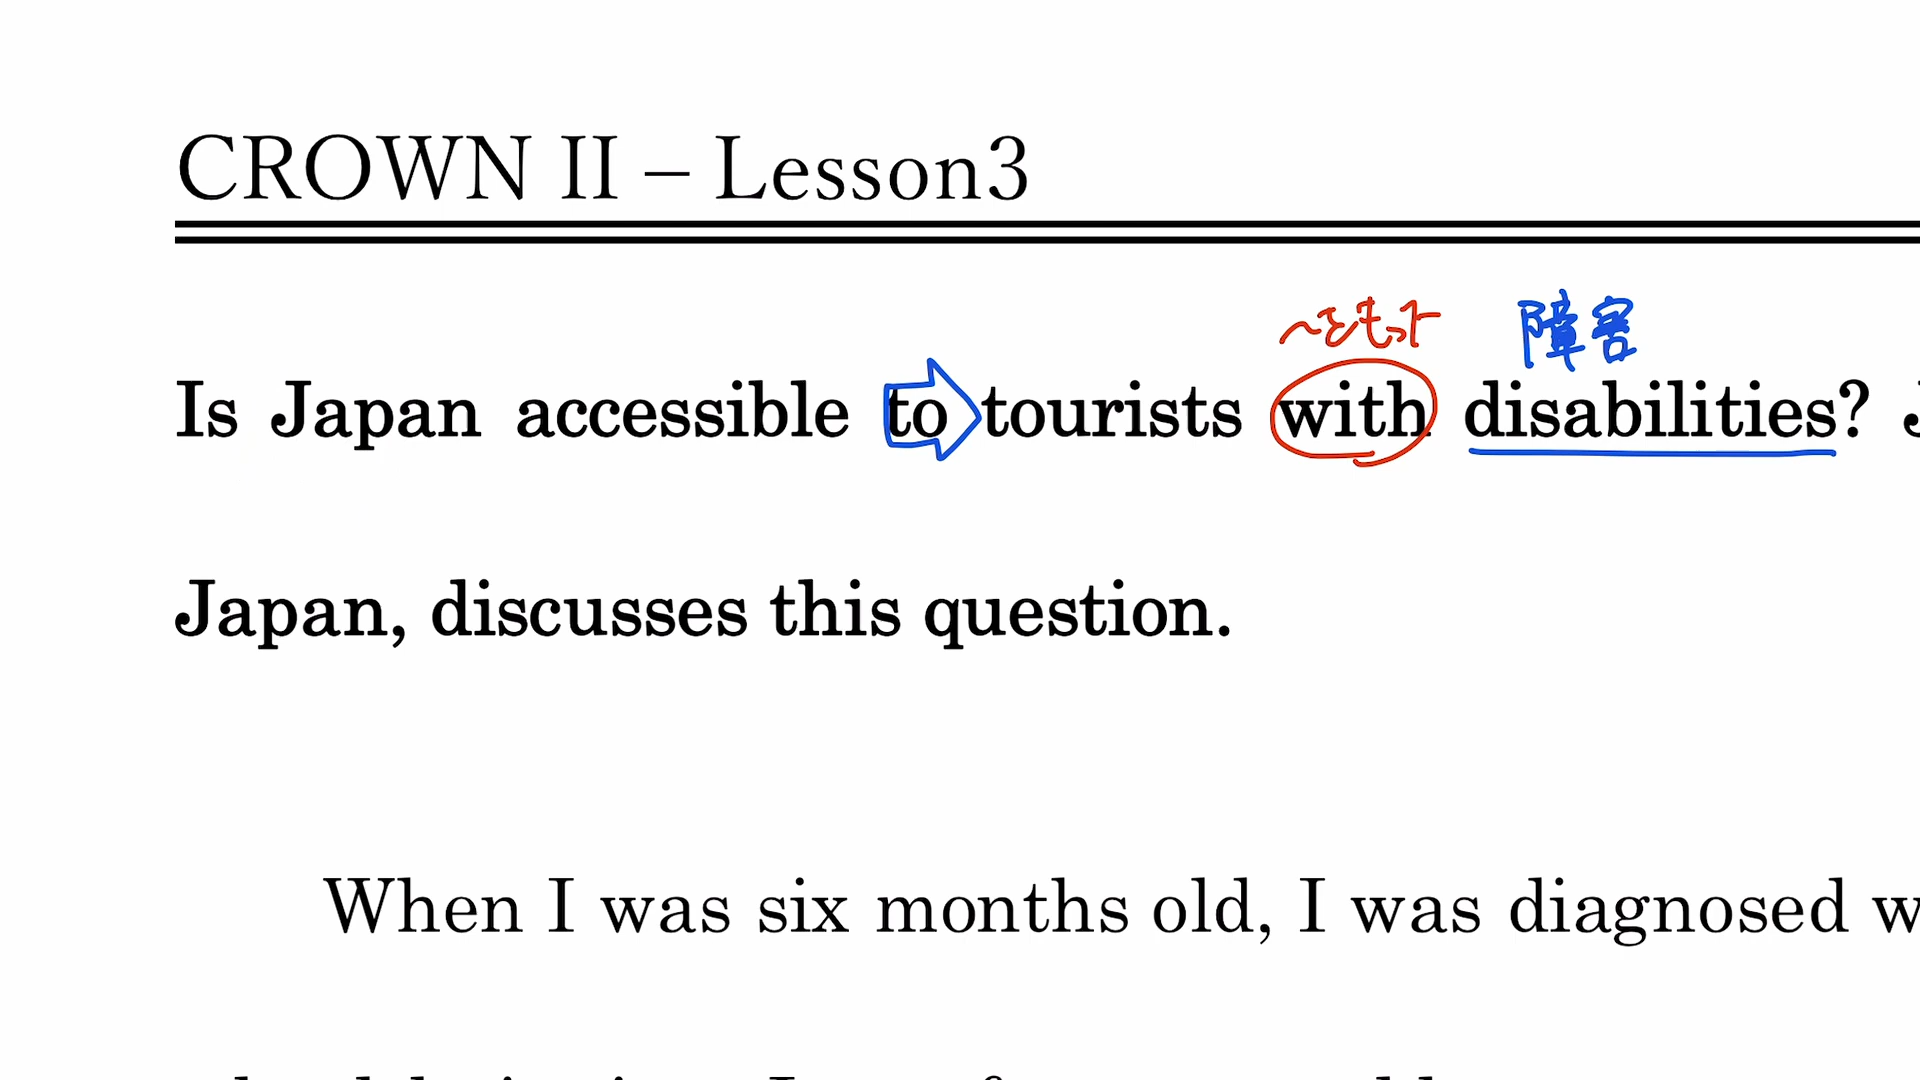 CROWN II – Lesson3
〜をもった 障害
Is Japan accessible to tourists with disabilities? J
Japan, discusses this question.
When I was six months old, I was diagnosed w